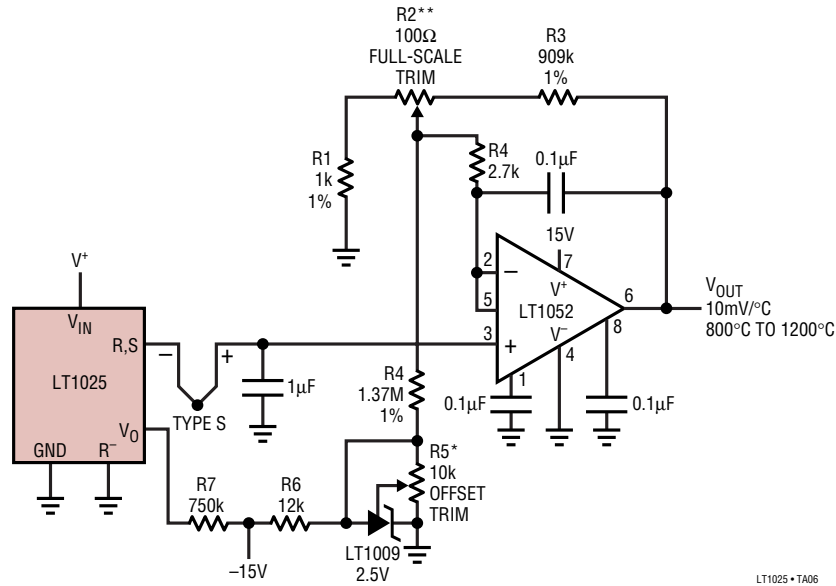 R2**
100Ω
FULL-SCALE
TRIM
R3
909k
1%
R1
1k
1%
R4
2.7k
0.1µF
15V
2
−
7
V+
5
LT1052
6
VOUT
10mV/°C
800°C TO 1200°C
3
+
V–
8
4
1
0.1µF
0.1µF
V+
VIN
R,S
−
+
LT1025
1µF
TYPE S
VO
GND
R–
R4
1.37M
1%
R5*
10k
OFFSET
TRIM
R7
750k
R6
12k
–15V
LT1009
2.5V
LT1025 • TA06